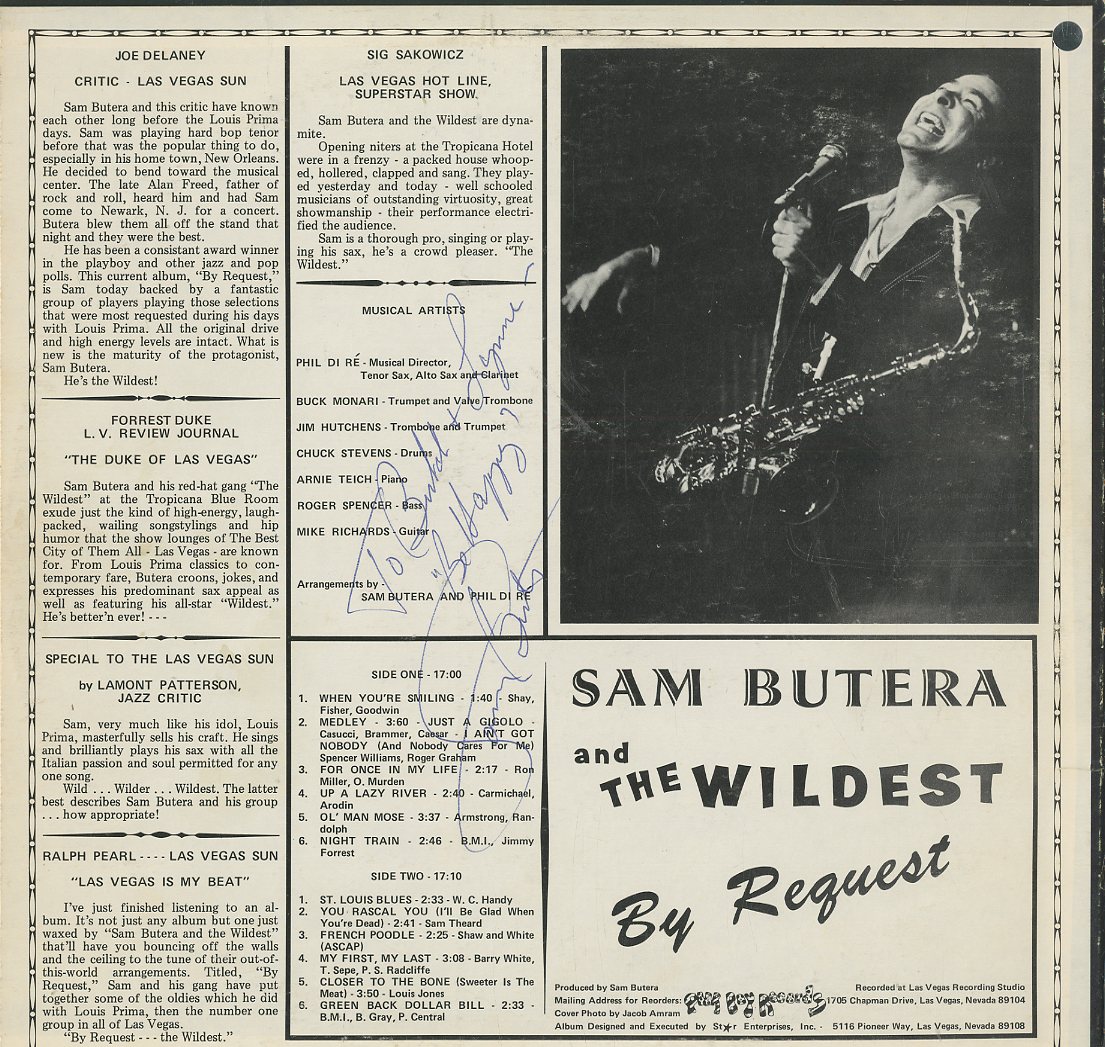 JOE DELANEY
CRITIC - LAS VEGAS SUN
Sam Butera and this critic have known
each other long before the Louis Prima
days. Sam was playing hard bop tenor
before that was the popular thing to do,
especially in his home town, New Orleans.
He decided to bend toward the musical
center. The late Alan Freed, father of
rock and roll, heard him and had Sam
come to Newark, N. J. for a concert.
Butera blew them all off the stand that
night and they were the best.
He has been a consistant award winner
in the playboy and other jazz and pop
polls. This current album, "By Request,"
is Sam today backed by a fantastic
group of players playing those selections
that were most requested during his days
with Louis Prima. All the original drive
and high energy levels are intact. What is
new is the maturity of the protagonist,
Sam Butera.
He's the Wildest!
FORREST DUKE
L. V. REVIEW JOURNAL
"THE DUKE OF LAS VEGAS"
Sam Butera and his red-hat gang "The
Wildest" at the Tropicana Blue Room
exude just the kind of high-energy, laugh-
packed, wailing songstylings and hip
humor that the show lounges of The Best
City of Them All - Las Vegas - are known
for. From Louis Prima classics to con-
temporary fare, Butera croons, jokes, and
expresses his predominant sax appeal as
well as featuring his all-star "Wildest."
He's better'n ever! - - -
SPECIAL TO THE LAS VEGAS SUN
by LAMONT PATTERSON,
JAZZ CRITIC
Sam, very much like his idol, Louis
Prima, masterfully sells his craft. He sings
and brilliantly plays his sax with all the
Italian passion and soul permitted for any
one song.
Wild . . . Wilder . . . Wildest. The latter
best describes Sam Butera and his group
. . . how appropriate!
RALPH PEARL - - - - LAS VEGAS SUN
"LAS VEGAS IS MY BEAT"
I've just finished listening to an al-
bum. It's not just any album but one just
waxed by "Sam Butera and the Wildest"
that'll have you bouncing off the walls
and the ceiling to the tune of their out-of-
this-world arrangements. Titled, "By
Request," Sam and his gang have put
together some of the oldies which he did
with Louis Prima, then the number one
group in all of Las Vegas.
"By Request - - - the Wildest."
SIG SAKOWICZ
LAS VEGAS HOT LINE,
SUPERSTAR SHOW.
Sam Butera and the Wildest are dyna-
mite.
Opening niters at the Tropicana Hotel
were in a frenzy - a packed house whoop-
ed, hollered, clapped and sang. They play-
ed yesterday and today - well schooled
musicians of outstanding virtuosity, great
showmanship - their performance electri-
fied the audience.
Sam is a thorough pro, singing or play-
ing his sax, he's a crowd pleaser. "The
Wildest."
MUSICAL ARTISTS
PHIL DI RÉ - Musical Director,
Tenor Sax, Alto Sax and Clarinet
BUCK MONARI - Trumpet and Valve Trombone
JIM HUTCHENS - Trombone and Trumpet
CHUCK STEVENS - Drums
ARNIE TEICH - Piano
ROGER SPENCER - Bass
MIKE RICHARDS - Guitar
Arrangements by -
SAM BUTERA AND PHIL DI RÉ
To + Lynne
"Be Happy"
Sam Butera
SIDE ONE - 17:00
1. WHEN YOU'RE SMILING - 1:40 - Shay,
Fisher, Goodwin
2. MEDLEY - 3:60 - JUST A GIGOLO -
Casucci, Brammer, Caesar - I AIN'T GOT
NOBODY (And Nobody Cares For Me)
Spencer Williams, Roger Graham
3. FOR ONCE IN MY LIFE - 2:17 - Ron
Miller, O. Murden
4. UP A LAZY RIVER - 2:40 - Carmichael,
Arodin
5. OL' MAN MOSE - 3:37 - Armstrong, Ran-
dolph
6. NIGHT TRAIN - 2:46 - B.M.I., Jimmy
Forrest
SIDE TWO - 17:10
1. ST. LOUIS BLUES - 2:33 - W. C. Handy
2. YOU RASCAL YOU (I'll Be Glad When
You're Dead) - 2:41 - Sam Theard
3. FRENCH POODLE - 2:25 - Shaw and White
(ASCAP)
4. MY FIRST, MY LAST - 3:08 - Barry White,
T. Sepe, P. S. Radcliffe
5. CLOSER TO THE BONE (Sweeter Is The
Meat) - 3:50 - Louis Jones
6. GREEN BACK DOLLAR BILL - 2:33 -
B.M.I., B. Gray, P. Central
SAM BUTERA
and
THE WILDEST
By Request
Produced by Sam Butera Recorded at Las Vegas Recording Studio
Mailing Address for Reorders: Records 1705 Chapman Drive, Las Vegas, Nevada 89104
Cover Photo by Jacob Amram
Album Designed and Executed by St★r Enterprises, Inc. - 5116 Pioneer Way, Las Vegas, Nevada 89108